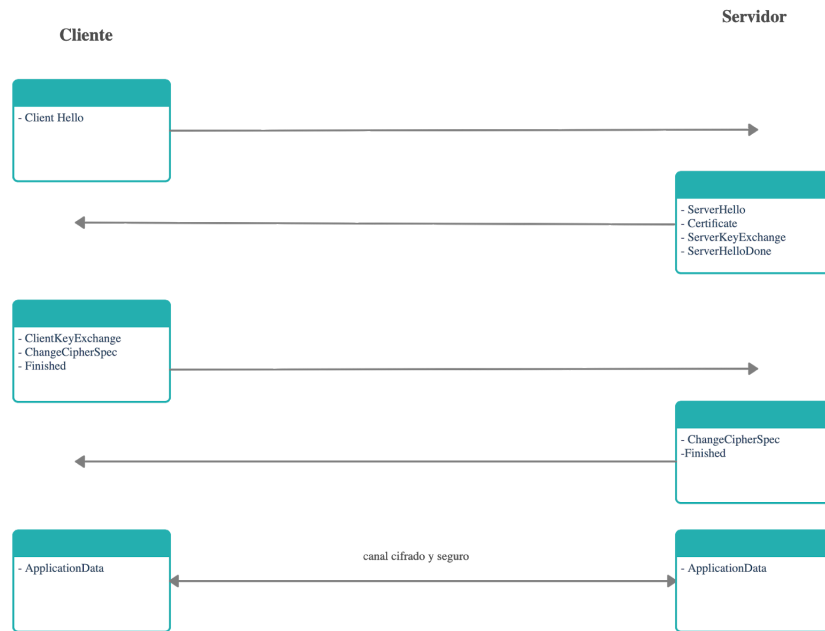 Servidor
Cliente
- Client Hello
- ServerHello
- Certificate
- ServerKeyExchange
- ServerHelloDone
- ClientKeyExchange
- ChangeCipherSpec
- Finished
- ChangeCipherSpec
-Finished
canal cifrado y seguro
- ApplicationData
- ApplicationData